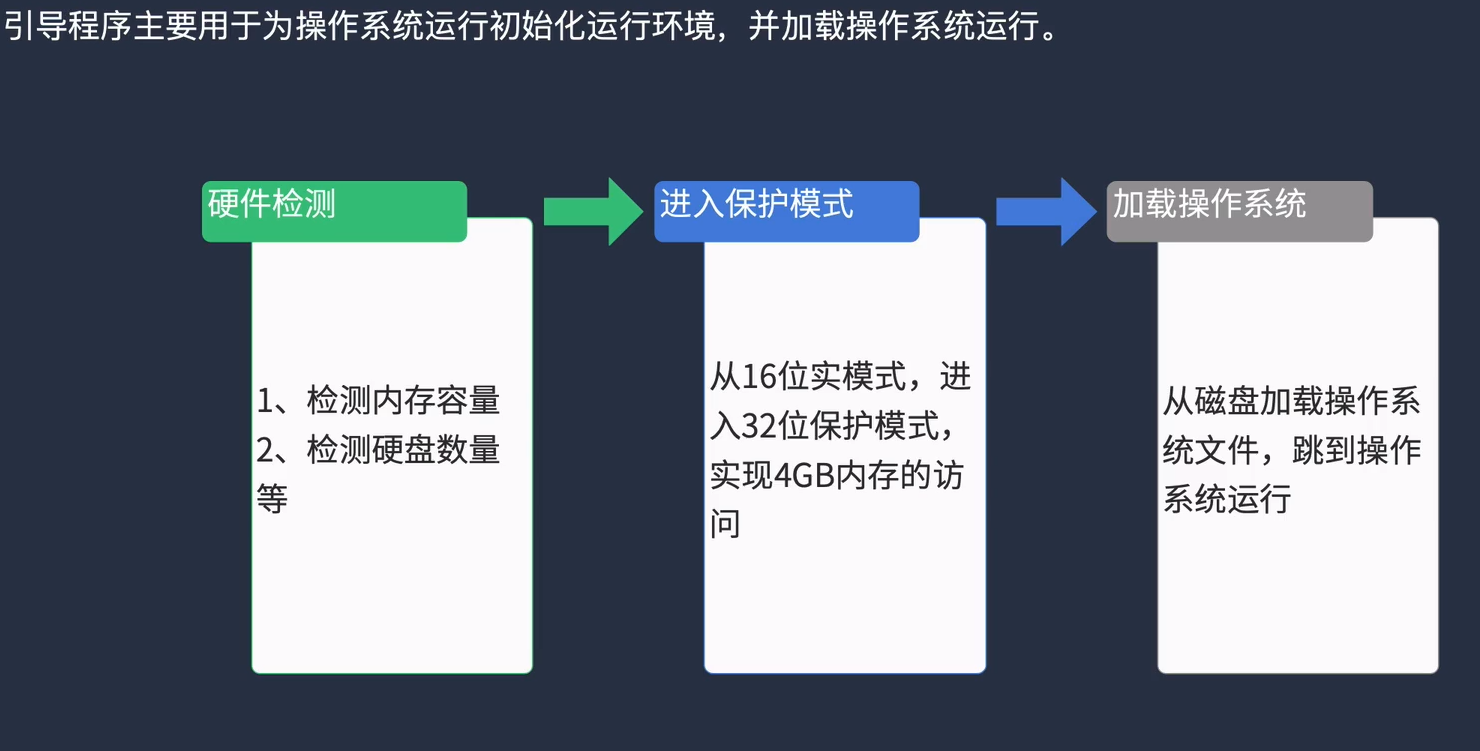 引导程序主要用于为操作系统运行初始化运行环境，并加载操作系统运行。
硬件检测
1、检测内存容量
2、检测硬盘数量
等
进入保护模式
从16位实模式，进
入32位保护模式，
实现4GB内存的访
问
加载操作系统
从磁盘加载操作系
统文件，跳到操作
系统运行